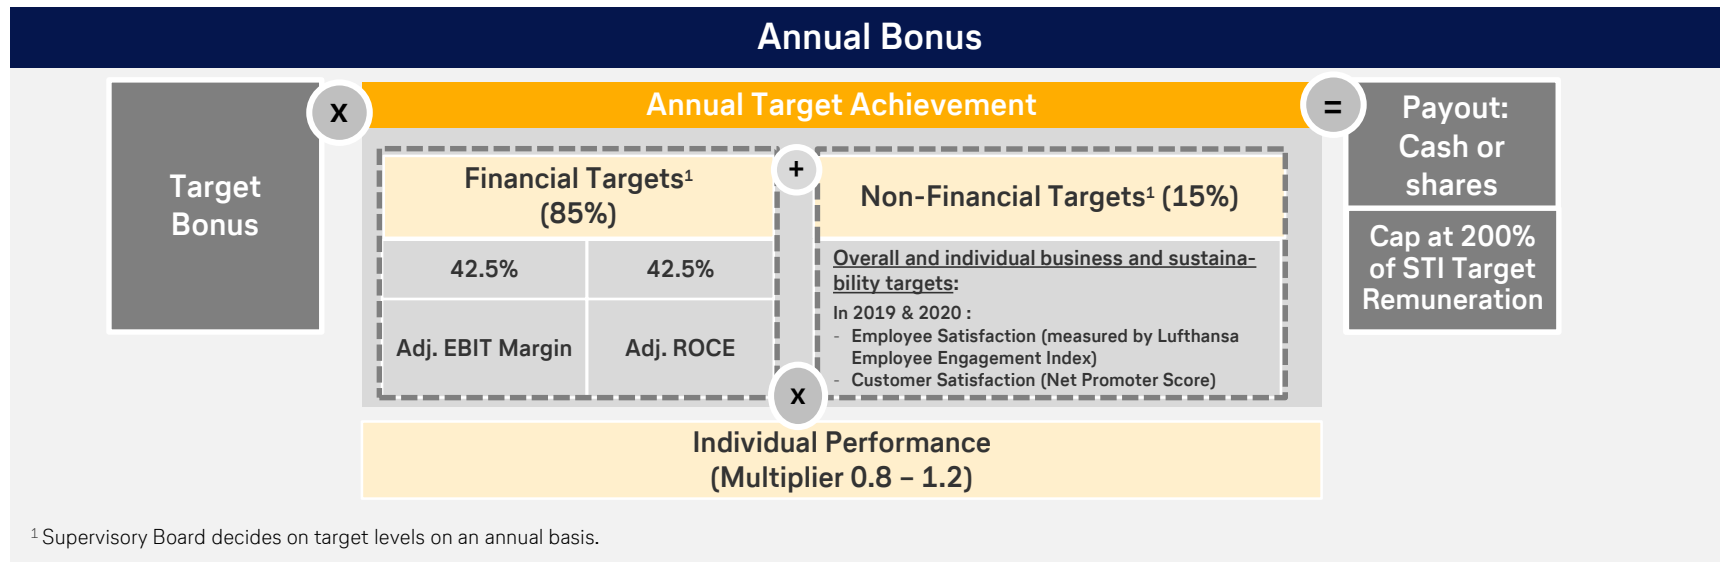 Annual Bonus
Target
Bonus
x
Annual Target Achievement
=
Payout:
Cash or
shares
Cap at 200%
of STI Target
Remuneration
Financial Targets¹
(85%)
+
Non-Financial Targets¹ (15%)
42.5%
42.5%
Adj. EBIT Margin
Adj. ROCE
Overall and individual business and sustaina-
bility targets:
In 2019 & 2020 :
- Employee Satisfaction (measured by Lufthansa
Employee Engagement Index)
- Customer Satisfaction (Net Promoter Score)
x
Individual Performance
(Multiplier 0.8 – 1.2)
¹ Supervisory Board decides on target levels on an annual basis.